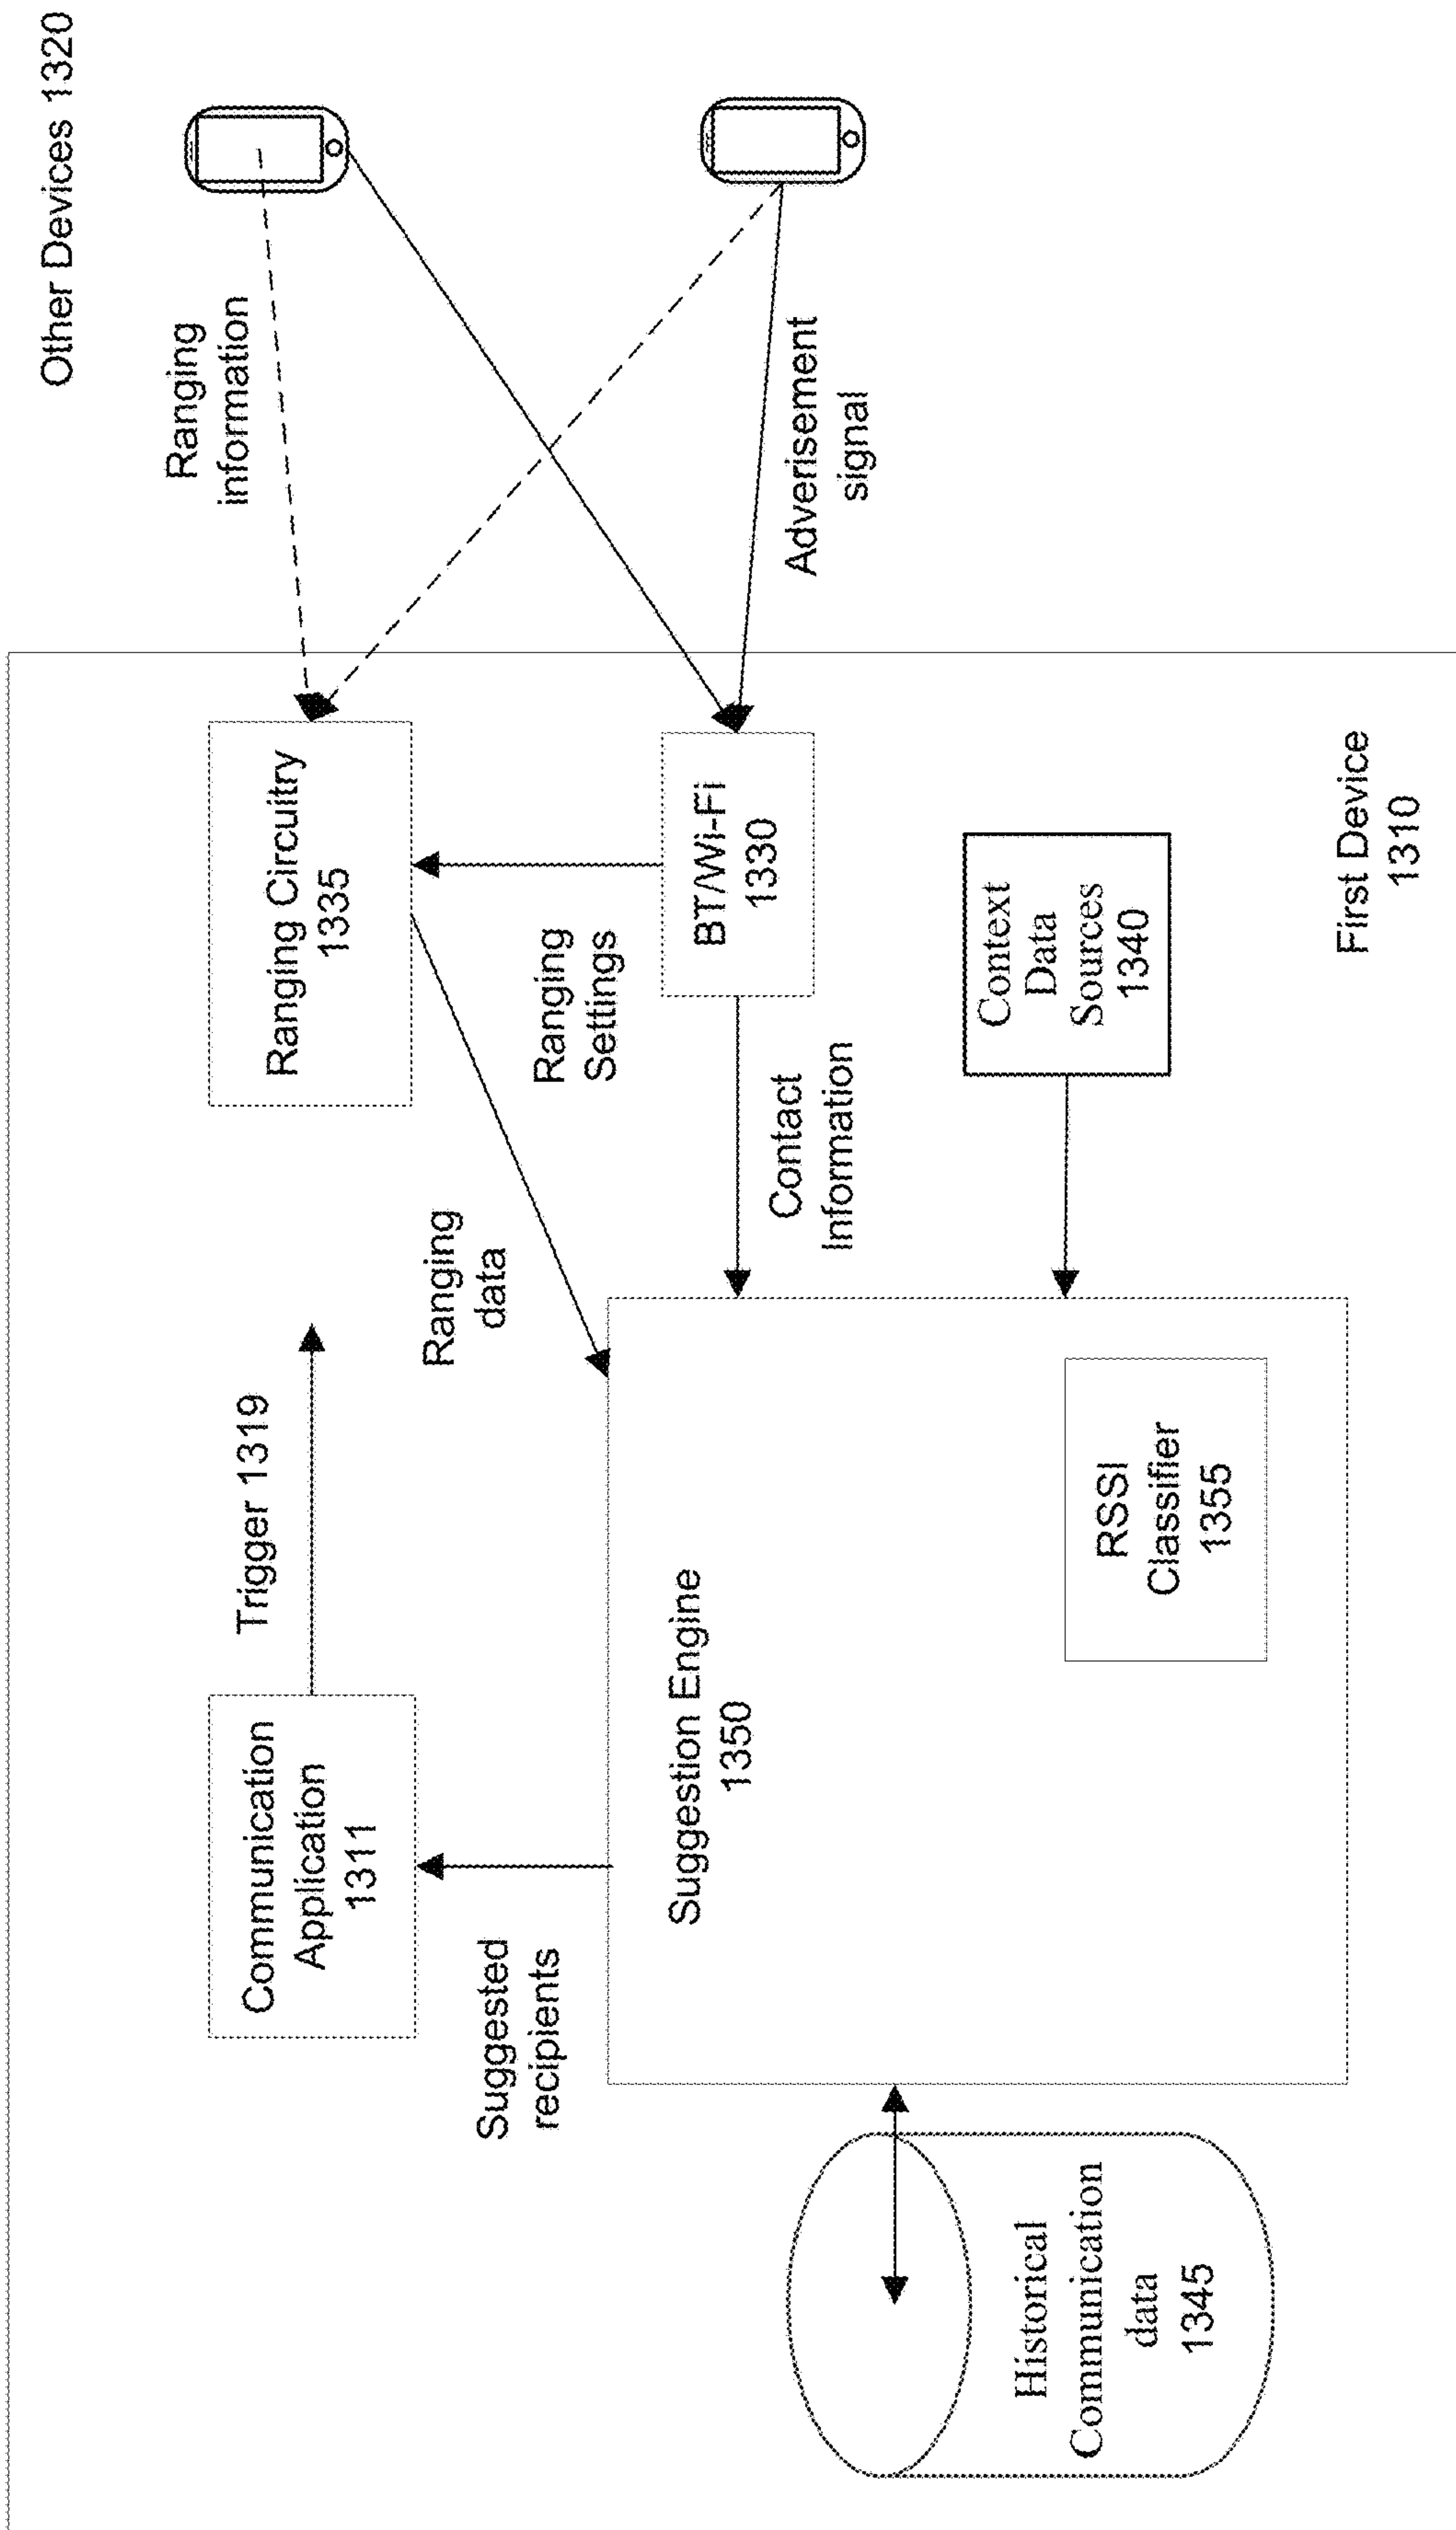 Other Devices 1320
Ranging
information
Adverisement
signal
Ranging Circuitry
1335
Ranging
Settings
BT/Wi-Fi
1330
Context
Data
Sources
1340
First Device
1310
Trigger 1319
Ranging
data
Contact
Information
Communication
Application
1311
Suggested
recipients
Suggestion Engine
1350
RSSI
Classifier
1355
Historical
Communication
data
1345